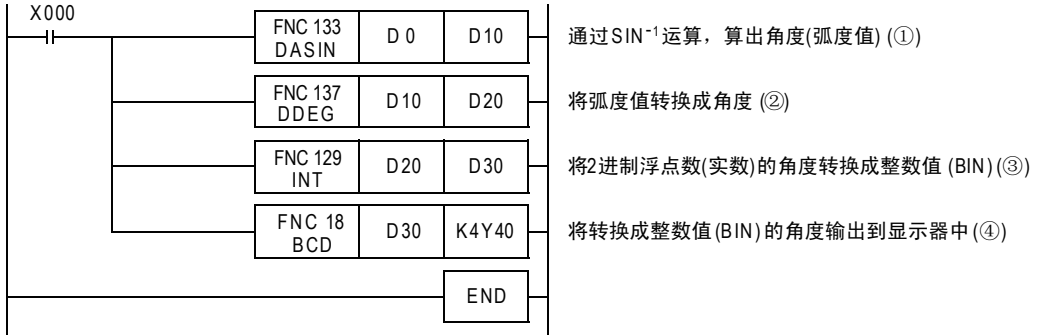 X000
FNC 133
DASIN
D 0
D10
通过SIN⁻¹运算，算出角度(弧度值) (①)
FNC 137
DDEG
D10
D20
将弧度值转换成角度 (②)
FNC 129
INT
D20
D30
将2进制浮点数(实数)的角度转换成整数值 (BIN) (③)
FNC 18
BCD
D30
K4Y40
将转换成整数值(BIN)的角度输出到显示器中(④)
END